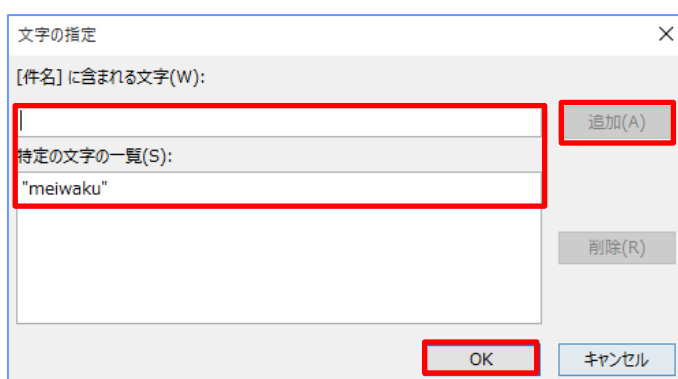 文字の指定
[件名] に含まれる文字(W):
追加(A)
特定の文字の一覧(S):
"meiwaku"
削除(R)
OK
キャンセル